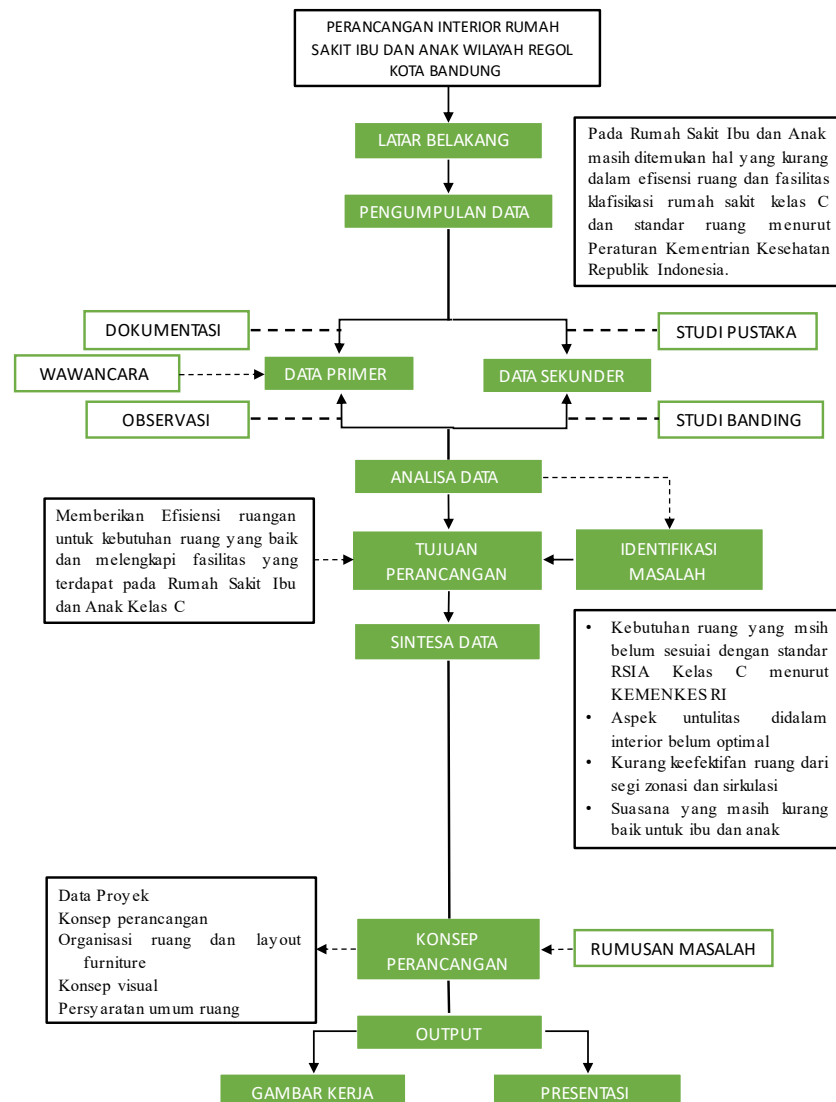 PERANCANGAN INTERIOR RUMAH
SAKIT IBU DAN ANAK WILAYAH REGOL
KOTA BANDUNG
LATAR BELAKANG
Pada Rumah Sakit Ibu dan Anak
masih ditemukan hal yang kurang
dalam efisensi ruang dan fasilitas
klafisikasi rumah sakit kelas C
dan standar ruang menurut
Peraturan Kementrian Kesehatan
Republik Indonesia.
PENGUMPULAN DATA
DOKUMENTASI
STUDI PUSTAKA
WAWANCARA
DATA PRIMER
DATA SEKUNDER
OBSERVASI
STUDI BANDING
ANALISA DATA
Memberikan Efisiensi ruangan
untuk kebutuhan ruang yang baik
dan melengkapi fasilitas yang
terdapat pada Rumah Sakit Ibu
dan Anak Kelas C
TUJUAN
PERANCANGAN
IDENTIFIKASI
MASALAH
SINTESA DATA
• Kebutuhan ruang yang msih
belum sesuiai dengan standar
RSIA Kelas C menurut
KEMENKES RI
• Aspek untulitas didalam
interior belum optimal
• Kurang keefektifan ruang dari
segi zonasi dan sirkulasi
• Suasana yang masih kurang
baik untuk ibu dan anak
Data Proyek
Konsep perancangan
Organisasi ruang dan layout
furniture
Konsep visual
Persyaratan umum ruang
KONSEP
PERANCANGAN
RUMUSAN MASALAH
OUTPUT
GAMBAR KERJA
PRESENTASI